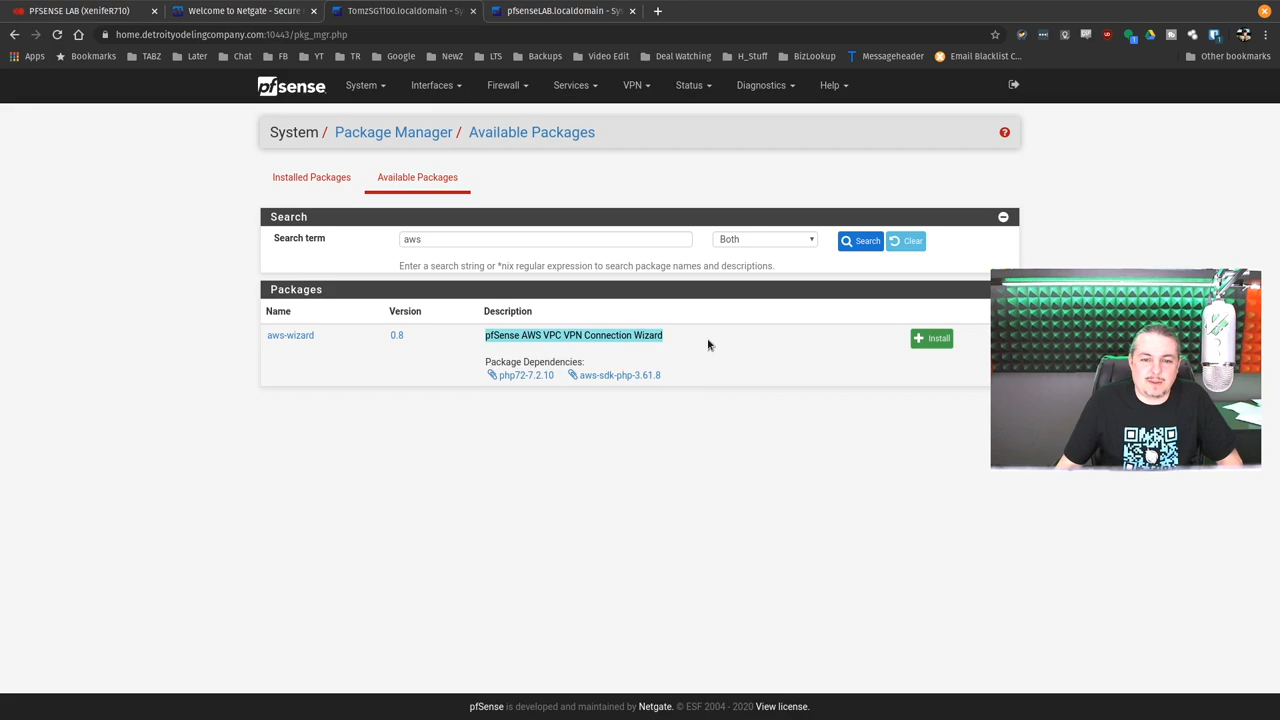 PFSENSE LAB (XenifeR710)
Welcome to Netgate - Secure
TomzSG1100.localdomain - Sy
pfsenseLAB.localdomain - Sy
home.detroityodelingcompany.com:10443/pkg_mgr.php
Apps Bookmarks TABZ Later Chat FB YT TR Google NewZ LTS Backups Video Edit Deal Watching H_Stuff BizLookup Messageheader Email Blacklist C... Other bookmarks
pfsense System Interfaces Firewall Services VPN Status Diagnostics Help
System / Package Manager / Available Packages
Installed Packages Available Packages
Search
Search term aws Both Search Clear
Enter a search string or *nix regular expression to search package names and descriptions.
Packages
Name Version Description
aws-wizard 0.8 pfSense AWS VPC VPN Connection Wizard Install
Package Dependencies:
php72-7.2.10 aws-sdk-php-3.61.8
pfSense is developed and maintained by Netgate. © ESF 2004 - 2020 View license.